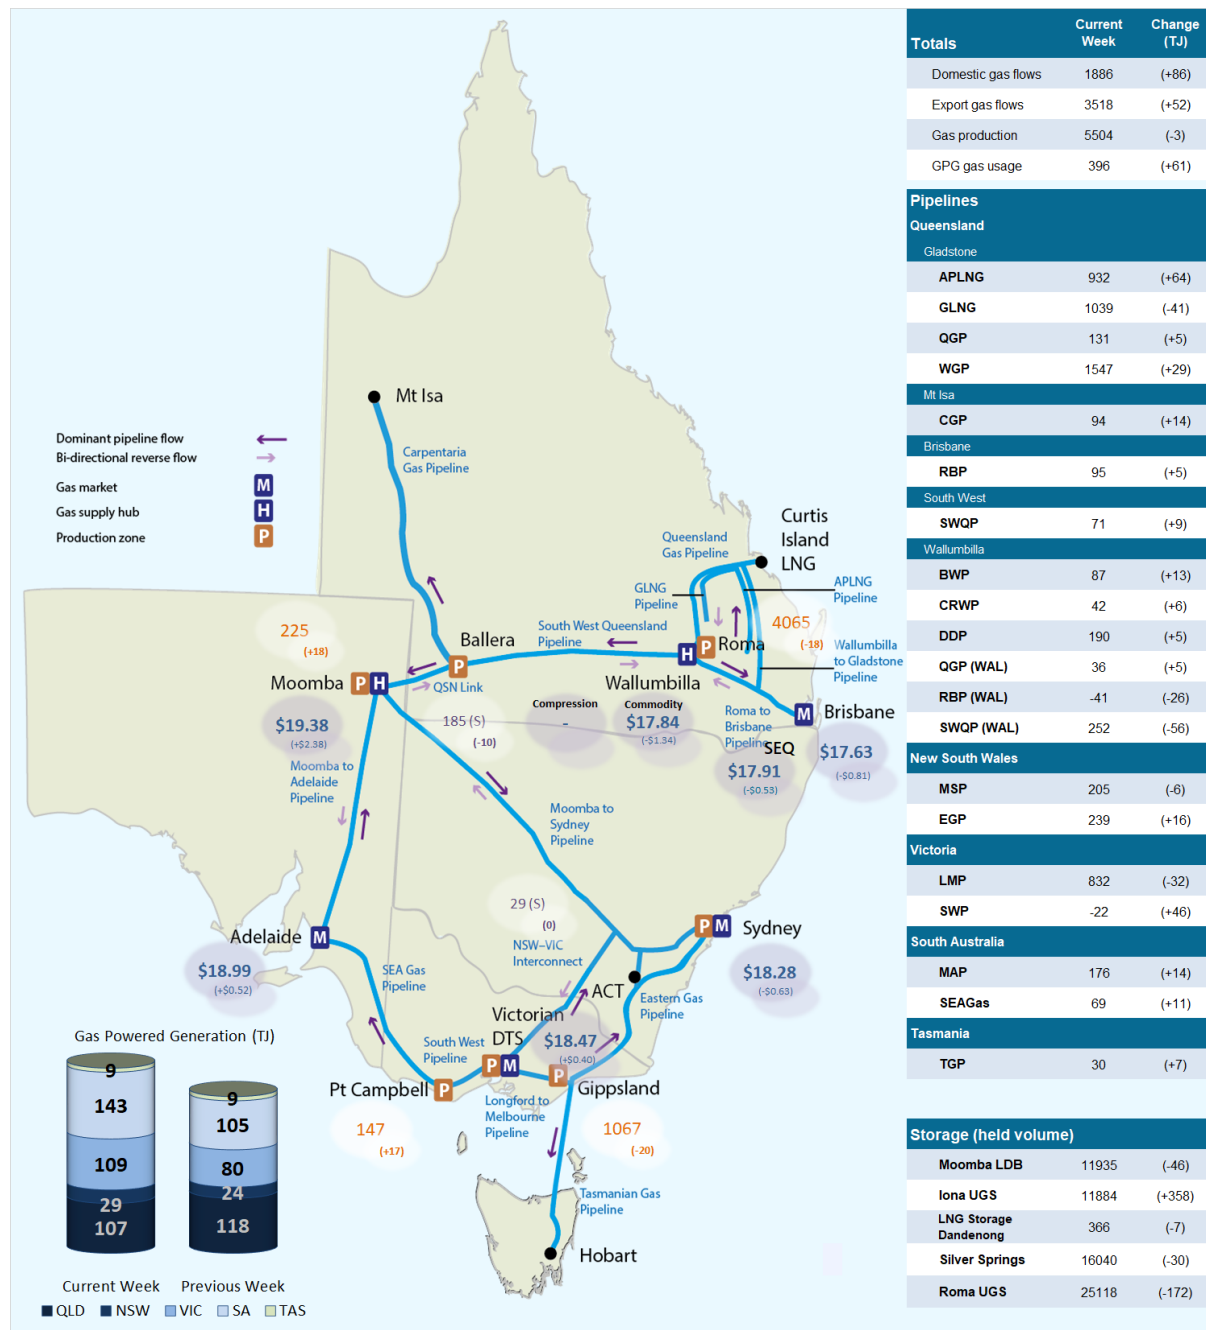 Totals
Current Week
Change (TJ)
Domestic gas flows 1886 (+86)
Export gas flows 3518 (+52)
Gas production 5504 (-3)
GPG gas usage 396 (+61)
Pipelines
Queensland
Gladstone
APLNG 932 (+64)
GLNG 1039 (-41)
QGP 131 (+5)
WGP 1547 (+29)
Mt Isa
CGP 94 (+14)
Brisbane
RBP 95 (+5)
South West
SWQP 71 (+9)
Wallumbilla
BWP 87 (+13)
CRWP 42 (+6)
DDP 190 (+5)
QGP (WAL) 36 (+5)
RBP (WAL) -41 (-26)
SWQP (WAL) 252 (-56)
New South Wales
MSP 205 (-6)
EGP 239 (+16)
Victoria
LMP 832 (-32)
SWP -22 (+46)
South Australia
MAP 176 (+14)
SEAGas 69 (+11)
Tasmania
TGP 30 (+7)
Storage (held volume)
Moomba LDB 11935 (-46)
Iona UGS 11884 (+358)
LNG Storage
Dandenong 366 (-7)
Silver Springs 16040 (-30)
Roma UGS 25118 (-172)
Dominant pipeline flow
Bi-directional reverse flow
Gas market M
Gas supply hub H
Production zone P
Mt Isa
Carpentaria
Gas Pipeline
Curtis
Island
LNG
Queensland
Gas Pipeline
GLNG
Pipeline
APLNG
Pipeline
4065
(-18)
Wallumbilla
to Gladstone
Pipeline
225
(+18)
Ballera
P
South West Queensland
Pipeline
H P Roma
Wallumbilla
Moomba P H
QSN Link
$19.38
(+$2.38)
185 (S)
(-10)
Compression
-
Commodity
$17.84
(-$1.34)
Roma to
Brisbane
Pipeline
M Brisbane
SEQ
$17.91
(-$0.53)
$17.63
(-$0.81)
Moomba to
Adelaide
Pipeline
Moomba to
Sydney
Pipeline
29 (S)
(0)
NSW–VIC
Interconnect
P M Sydney
$18.28
(-$0.63)
Adelaide M
$18.99
(+$0.52)
SEA Gas
Pipeline
ACT
Eastern Gas
Pipeline
Victorian
DTS
P M
$18.47
(+$0.40)
South West
Pipeline
Pt Campbell P
147
(+17)
P
Gippsland
Longford to
Melbourne
Pipeline
1067
(-20)
Tasmanian Gas
Pipeline
Hobart
Gas Powered Generation (TJ)
9
143
109
29
107
9
105
80
24
118
Current Week Previous Week
QLD NSW VIC SA TAS